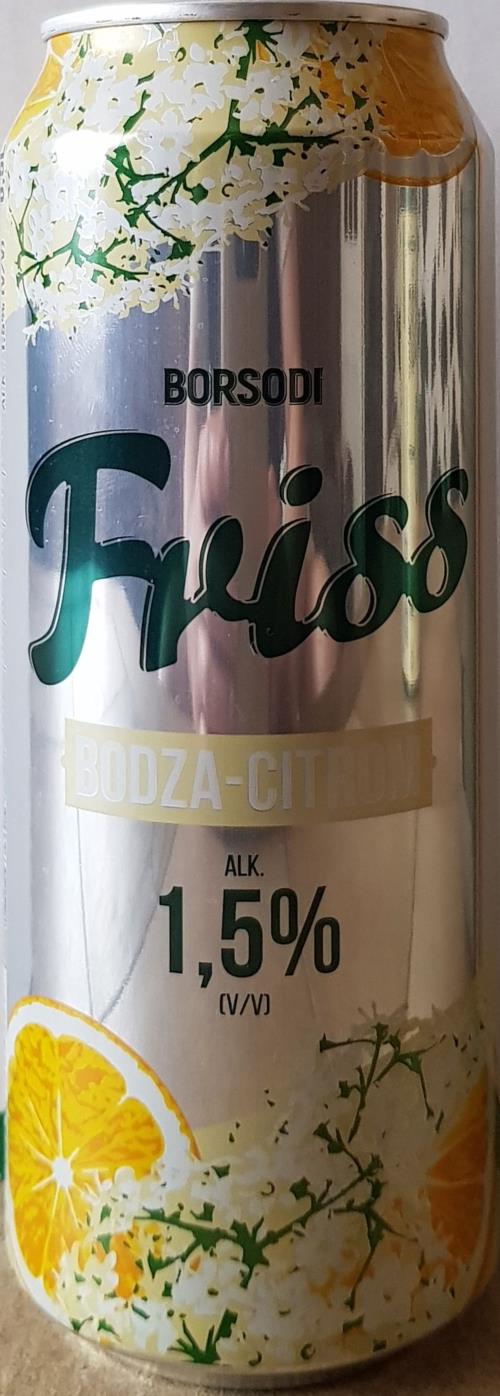 BORSODI
Friss
BODZA-CITROM
ALK.
1,5%
(V/V)